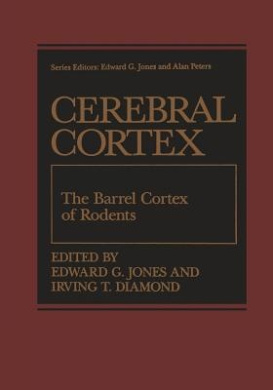 Series Editors: Edward G. Jones and Alan Peters
CEREBRAL
CORTEX
The Barrel Cortex
of Rodents
EDITED BY
EDWARD G. JONES AND
IRVING T. DIAMOND